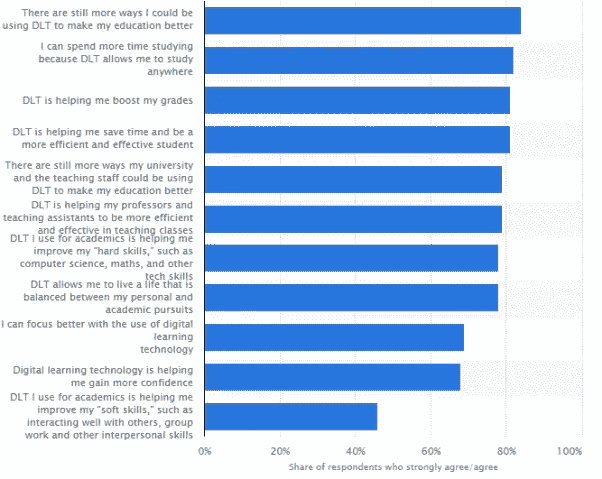 There are still more ways I could be
using DLT to make my education better
I can spend more time studying
because DLT allows me to study
anywhere
DLT is helping me boost my grades
DLT is helping me save time and be a
more efficient and effective student
There are still more ways my university
and the teaching staff could be using
DLT to make my education better
DLT is helping my professors and
teaching assistants to be more efficient
and effective in teaching classes
DLT I use for academics is helping me
improve my "hard skills," such as
computer science, maths, and other
tech skills
DLT allows me to live a life that is
balanced between my personal and
academic pursuits
I can focus better with the use of digital
learning
technology
Digital learning technology is helping
me gain more confidence
DLT I use for academics is helping me
improve my "soft skills," such as
interacting well with others, group
work and other interpersonal skills
0% 20% 40% 60% 80% 100%
Share of respondents who strongly agree/agree